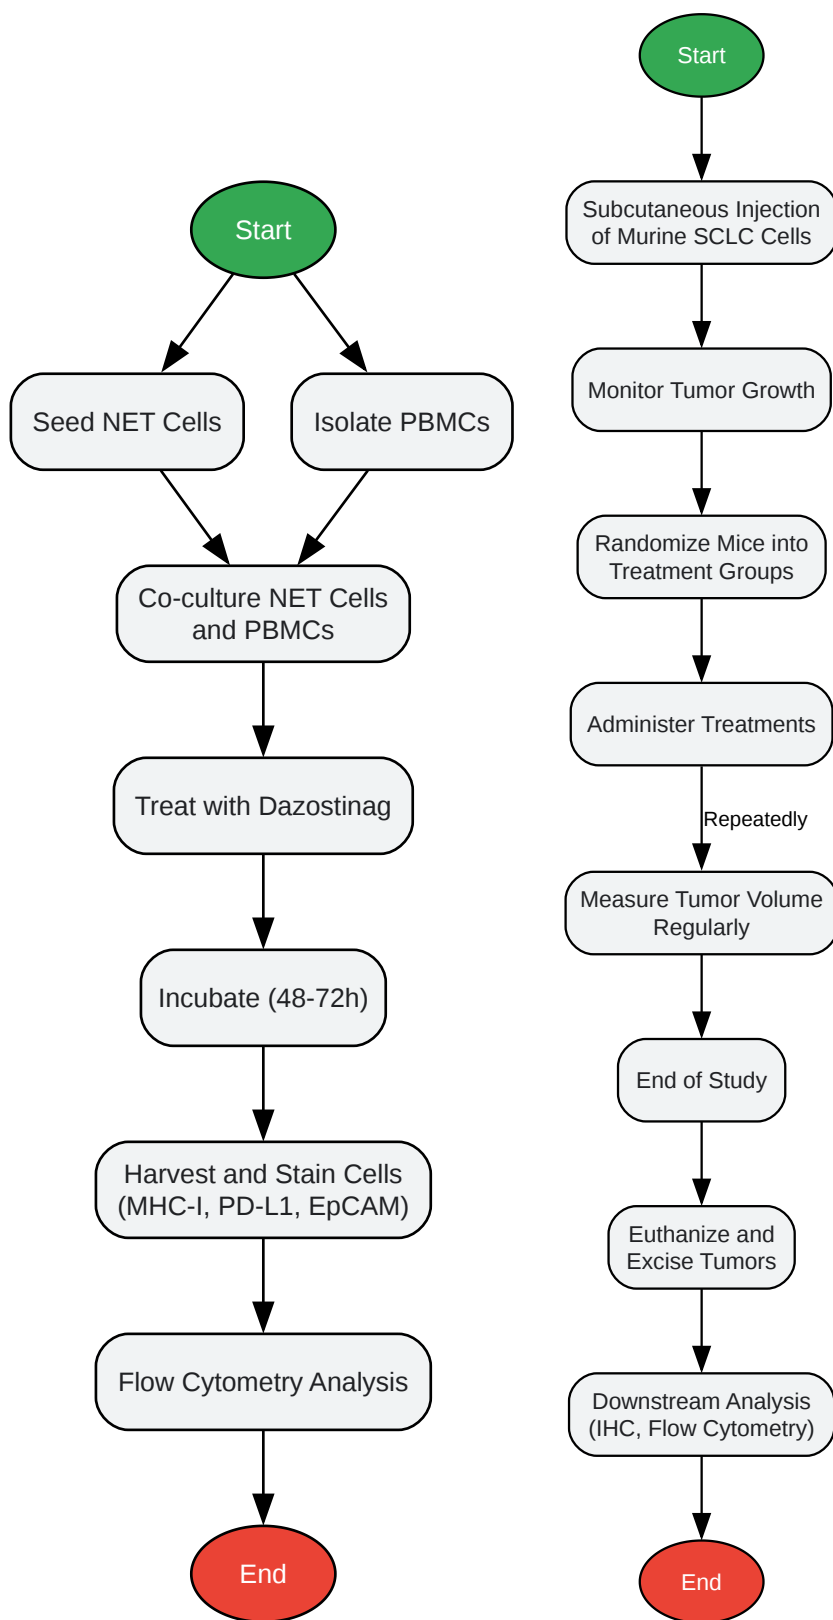 Start
Seed NET Cells
Isolate PBMCs
Co-culture NET Cells
and PBMCs
Treat with Dazostinag
Incubate (48-72h)
Harvest and Stain Cells
(MHC-I, PD-L1, EpCAM)
Flow Cytometry Analysis
End
Start
Subcutaneous Injection
of Murine SCLC Cells
Monitor Tumor Growth
Randomize Mice into
Treatment Groups
Administer Treatments
Repeatedly
Measure Tumor Volume
Regularly
End of Study
Euthanize and
Excise Tumors
Downstream Analysis
(IHC, Flow Cytometry)
End